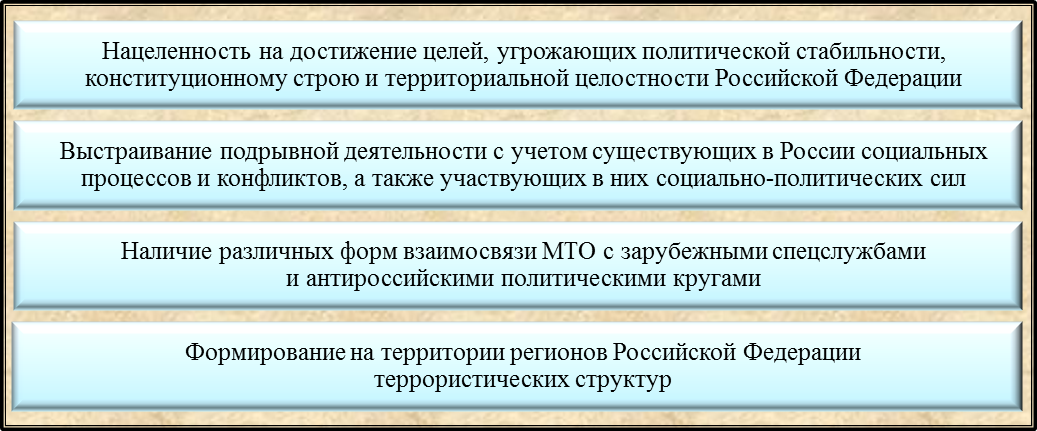 Нацеленность на достижение целей, угрожающих политической стабильности,
конституционному строю и территориальной целостности Российской Федерации
Выстраивание подрывной деятельности с учетом существующих в России социальных
процессов и конфликтов, а также участвующих в них социально-политических сил
Наличие различных форм взаимосвязи МТО с зарубежными спецслужбами
и антироссийскими политическими кругами
Формирование на территории регионов Российской Федерации
террористических структур